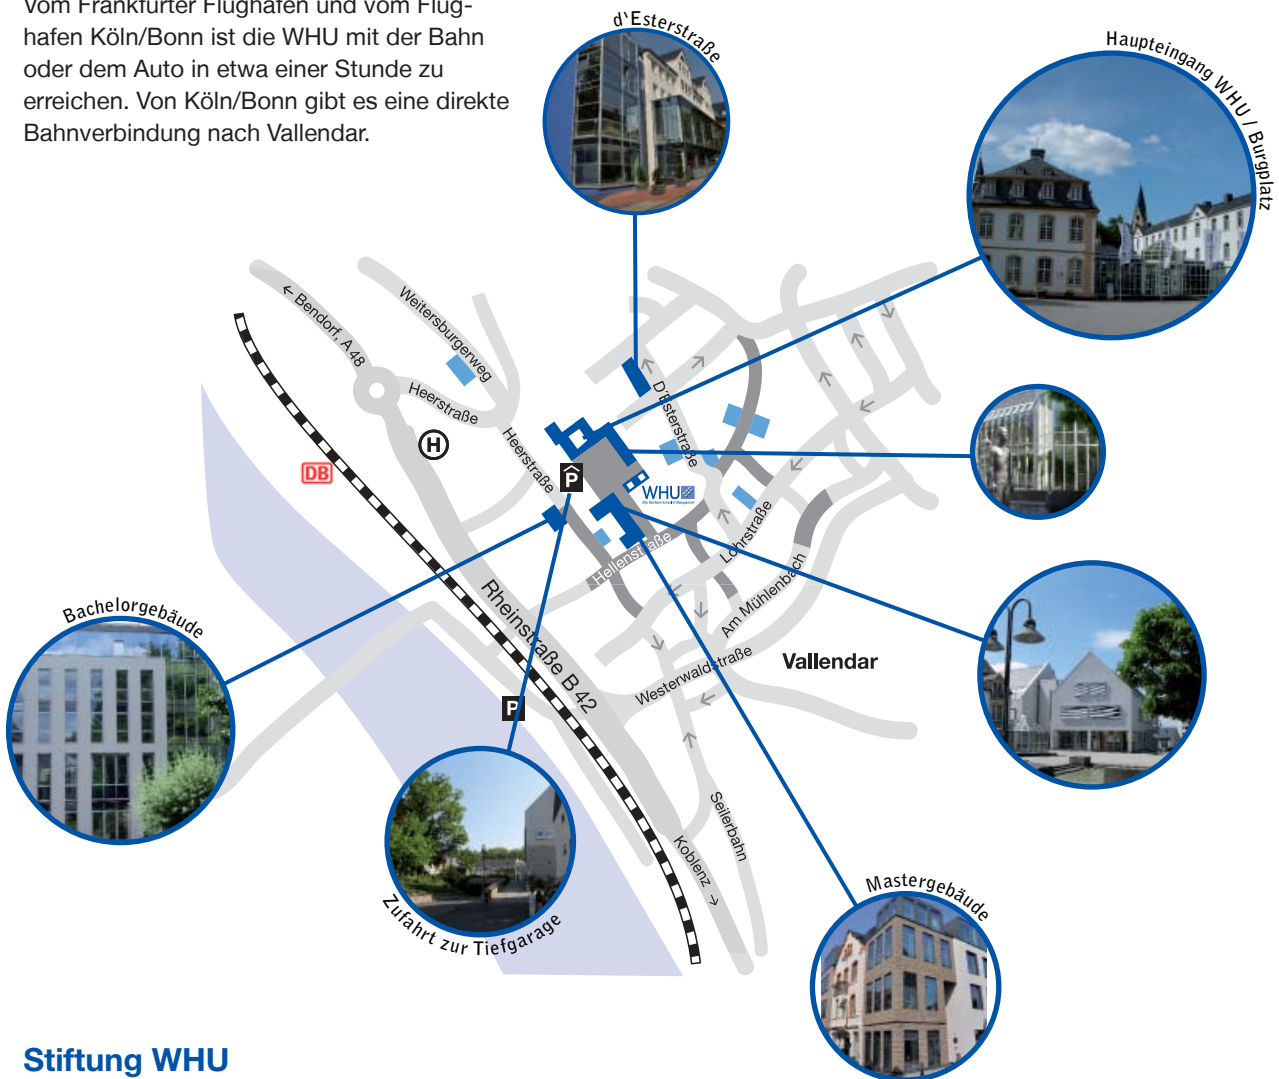 Vom Frankfurter Flughafen und vom Flug-
hafen Köln/Bonn ist die WHU mit der Bahn
oder dem Auto in etwa einer Stunde zu
erreichen. Von Köln/Bonn gibt es eine direkte
Bahnverbindung nach Vallendar.
d'Esterstraße
Haupteingang WHU / Burgplatz
← Bendorf, A 48
Weitersburgerweg
Heerstraße
H
DB
Heerstraße
D'Esterstraße
P
WHU
Hellenstraße
Lohrstraße
Am Mühlenbach
Rheinstraße B 42
Westerwaldstraße
Vallendar
Bachelorgebäude
P
Seilerbahn
Koblenz →
Zufahrt zur Tiefgarage
Mastergebäude
Stiftung WHU